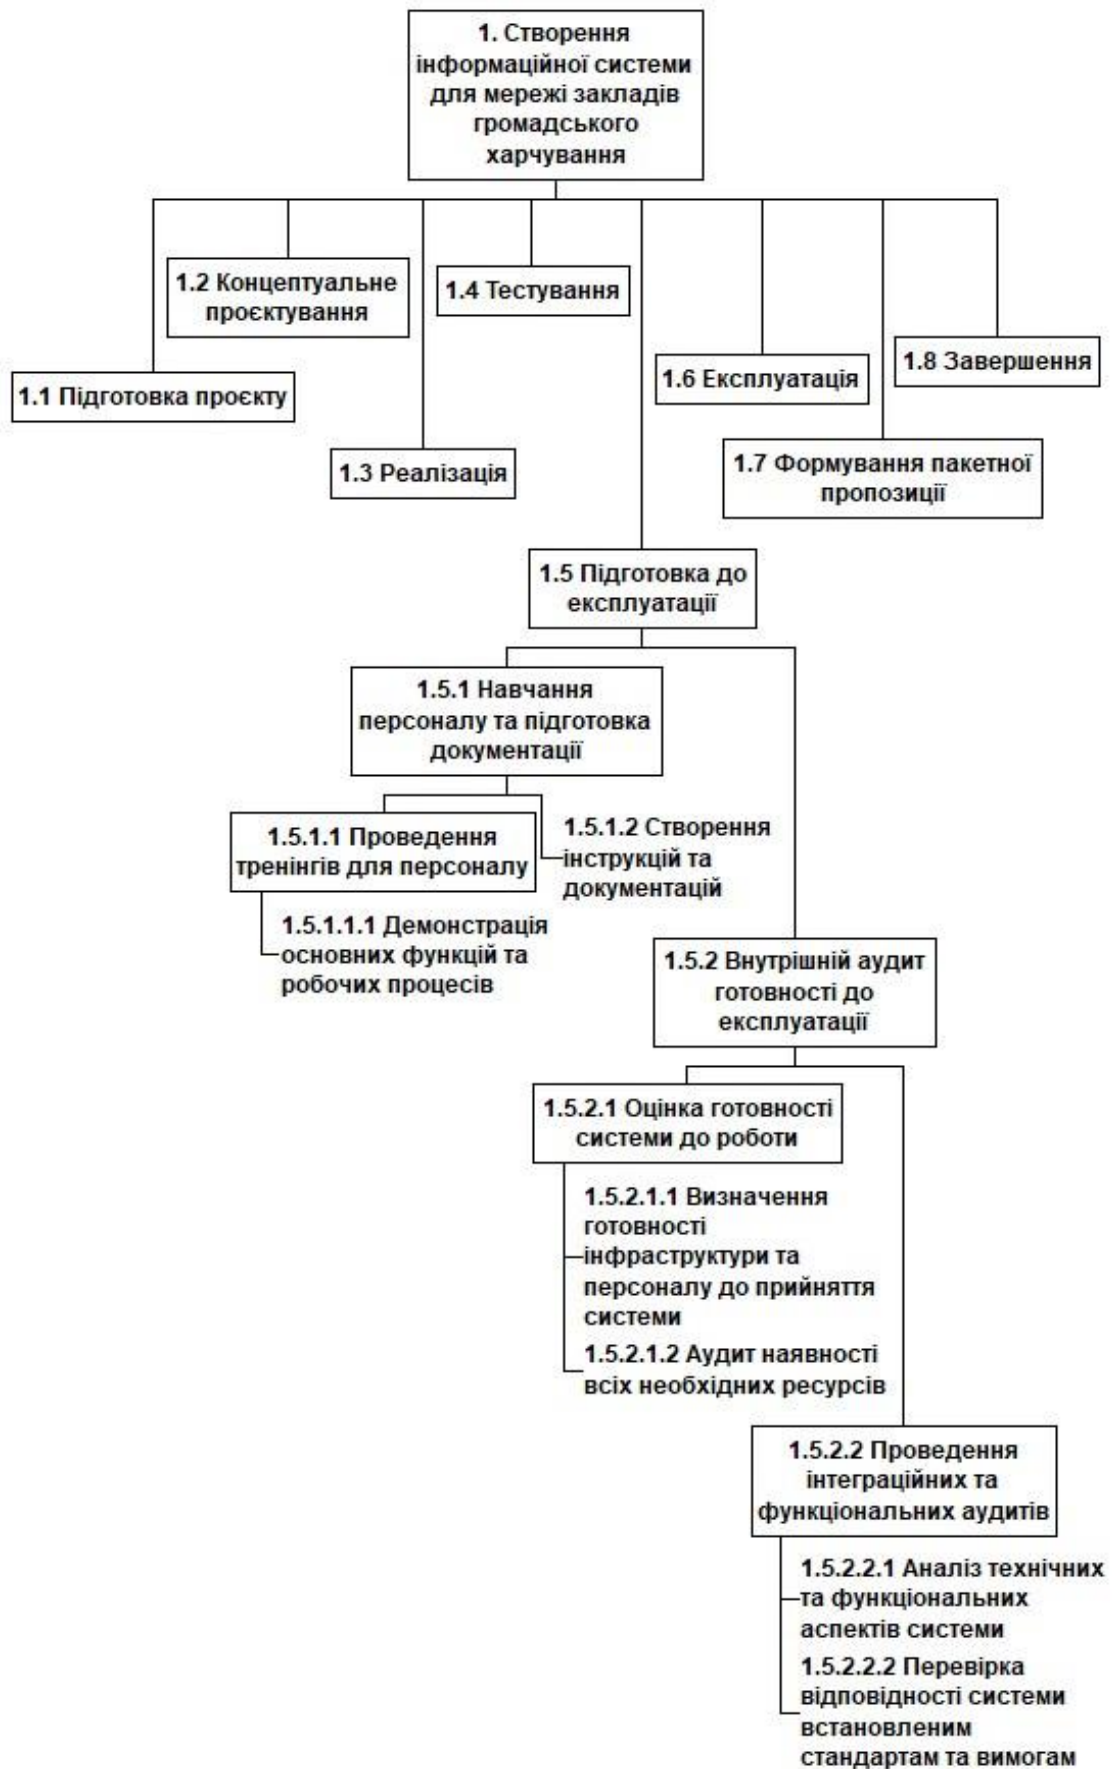 1. Створення
інформаційної системи
для мережі закладів
громадського
харчування
1.2 Концептуальне
проєктування
1.4 Тестування
1.1 Підготовка проєкту
1.6 Експлуатація
1.8 Завершення
1.3 Реалізація
1.7 Формування пакетної
пропозиції
1.5 Підготовка до
експлуатації
1.5.1 Навчання
персоналу та підготовка
документації
1.5.1.1 Проведення
тренінгів для персоналу
1.5.1.2 Створення
інструкцій та
документацій
1.5.1.1.1 Демонстрація
основних функцій та
робочих процесів
1.5.2 Внутрішній аудит
готовності до
експлуатації
1.5.2.1 Оцінка готовності
системи до роботи
1.5.2.1.1 Визначення
готовності
інфраструктури та
персоналу до прийняття
системи
1.5.2.1.2 Аудит наявності
всіх необхідних ресурсів
1.5.2.2 Проведення
інтеграційних та
функціональних аудитів
1.5.2.2.1 Аналіз технічних
та функціональних
аспектів системи
1.5.2.2.2 Перевірка
відповідності системи
встановленим
стандартам та вимогам